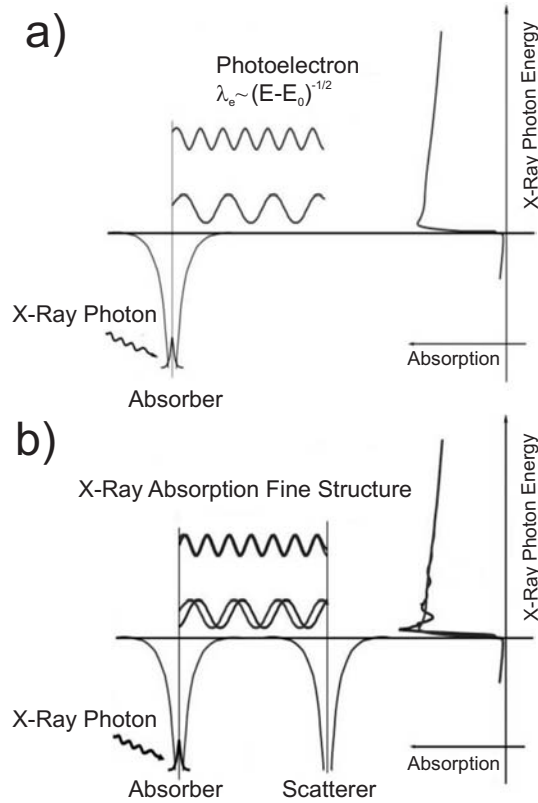 a)
Photoelectron
λe~ (E-E0)-1/2
X-Ray Photon Energy
X-Ray Photon
Absorption
Absorber
b)
X-Ray Absorption Fine Structure
X-Ray Photon Energy
X-Ray Photon
Absorption
Absorber
Scatterer